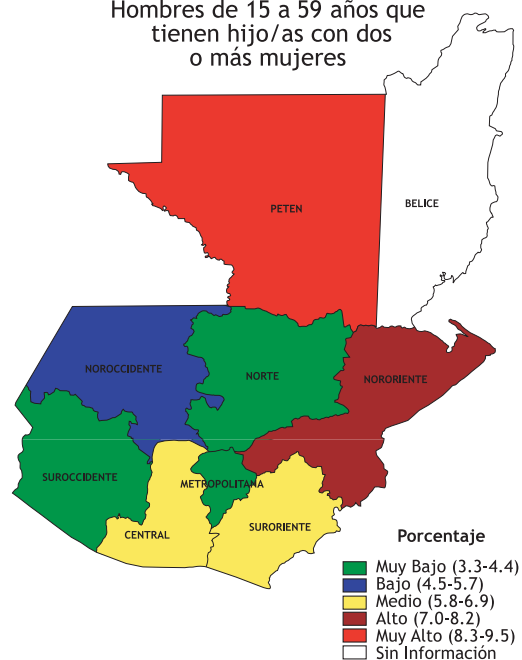 Hombres de 15 a 59 años que
tienen hijo/as con dos
o más mujeres
PETEN
BELICE
NOROCCIDENTE
NORTE
NORORIENTE
SUROCCIDENTE
METROPOLITANA
CENTRAL
SURORIENTE
Porcentaje
Muy Bajo (3.3-4.4)
Bajo (4.5-5.7)
Medio (5.8-6.9)
Alto (7.0-8.2)
Muy Alto (8.3-9.5)
Sin Información